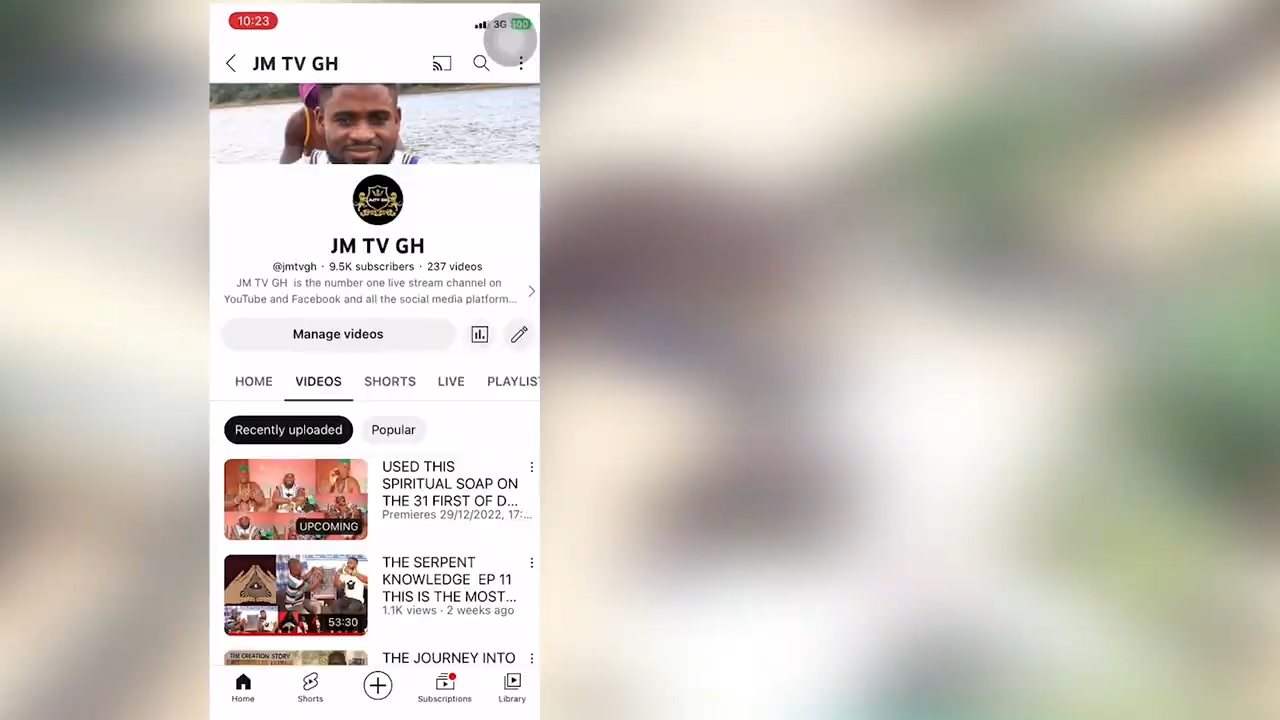 10:23
3G 100
JM TV GH
JM TV GH
@jmtvgh · 9.5K subscribers · 237 videos
JM TV GH is the number one live stream channel on
YouTube and Facebook and all the social media platform...
Manage videos
HOME VIDEOS SHORTS LIVE PLAYLIS
Recently uploaded Popular
USED THIS
SPIRITUAL SOAP ON
THE 31 FIRST OF D...
Premieres 29/12/2022, 17:...
UPCOMING
THE SERPENT
KNOWLEDGE EP 11
THIS IS THE MOST...
1.1K views · 2 weeks ago
53:30
THE CREATION STORY
THE JOURNEY INTO
Home Shorts Subscriptions Library